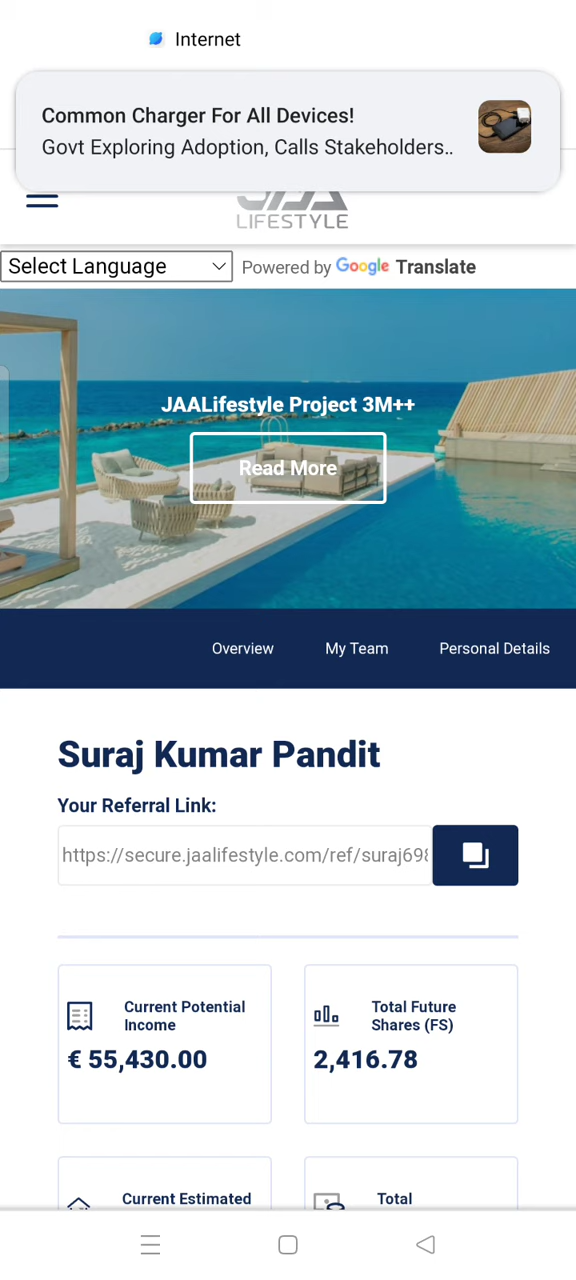 Internet
Common Charger For All Devices!
Govt Exploring Adoption, Calls Stakeholders..
JAA
LIFESTYLE
Select Language
Powered by Google Translate
JAALifestyle Project 3M++
Read More
Overview My Team Personal Details
Suraj Kumar Pandit
Your Referral Link:
https://secure.jaalifestyle.com/ref/suraj698
Current Potential
Income
€ 55,430.00
Total Future
Shares (FS)
2,416.78
Current Estimated
Total